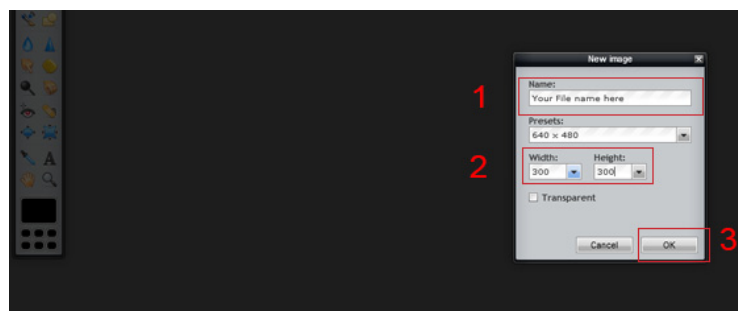 New image
1
Name:
Your File name here
Presets:
640 × 480
2
Width: Height:
300 300
Transparent
Cancel OK
3
A